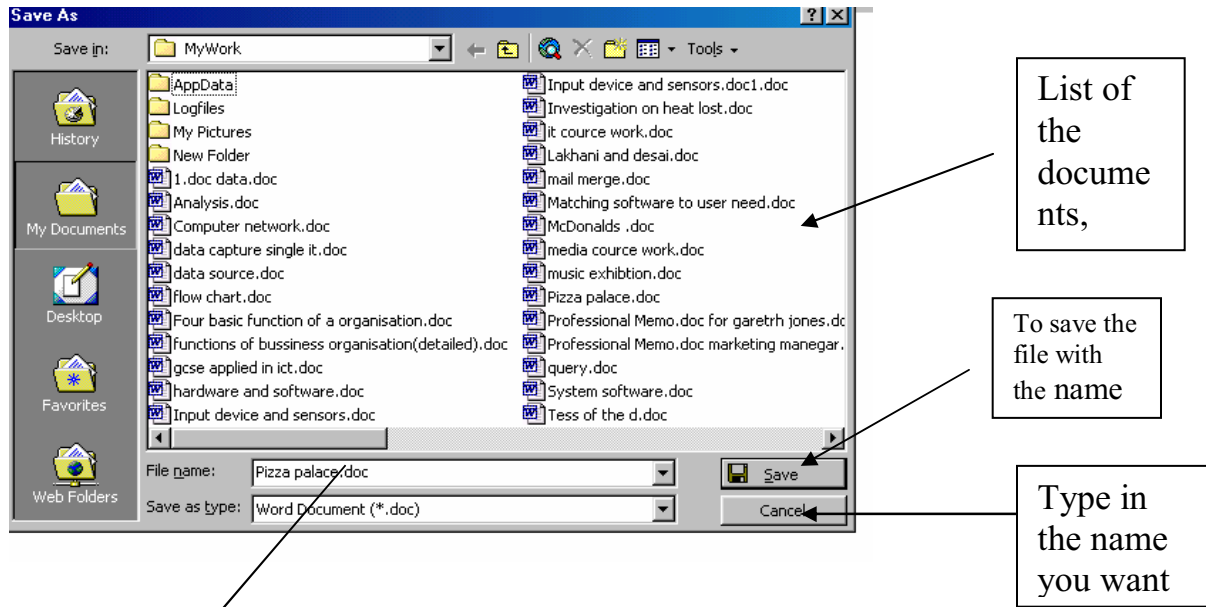 Save As
Save in:
MyWork
Tools
History
My Documents
Desktop
Favorites
Web Folders
AppData
Logfiles
My Pictures
New Folder
1.doc data.doc
Analysis.doc
Computer network.doc
data capture single it.doc
data source.doc
flow chart.doc
Four basic function of a organisation.doc
functions of bussiness organisation(detailed).doc
gcse applied in ict.doc
hardware and software.doc
Input device and sensors.doc
Input device and sensors.doc1.doc
Investigation on heat lost.doc
it cource work.doc
Lakhani and desai.doc
mail merge.doc
Matching software to user need.doc
McDonalds .doc
media cource work.doc
music exhibtion.doc
Pizza palace.doc
Professional Memo.doc for garetrh jones.dc
Professional Memo.doc marketing manegar.
query.doc
System software.doc
Tess of the d.doc
File name:
Pizza palace.doc
Save
Save as type:
Word Document (*.doc)
Cancel
List of
the
docume
nts,
To save the
file with
the name
Type in
the name
you want